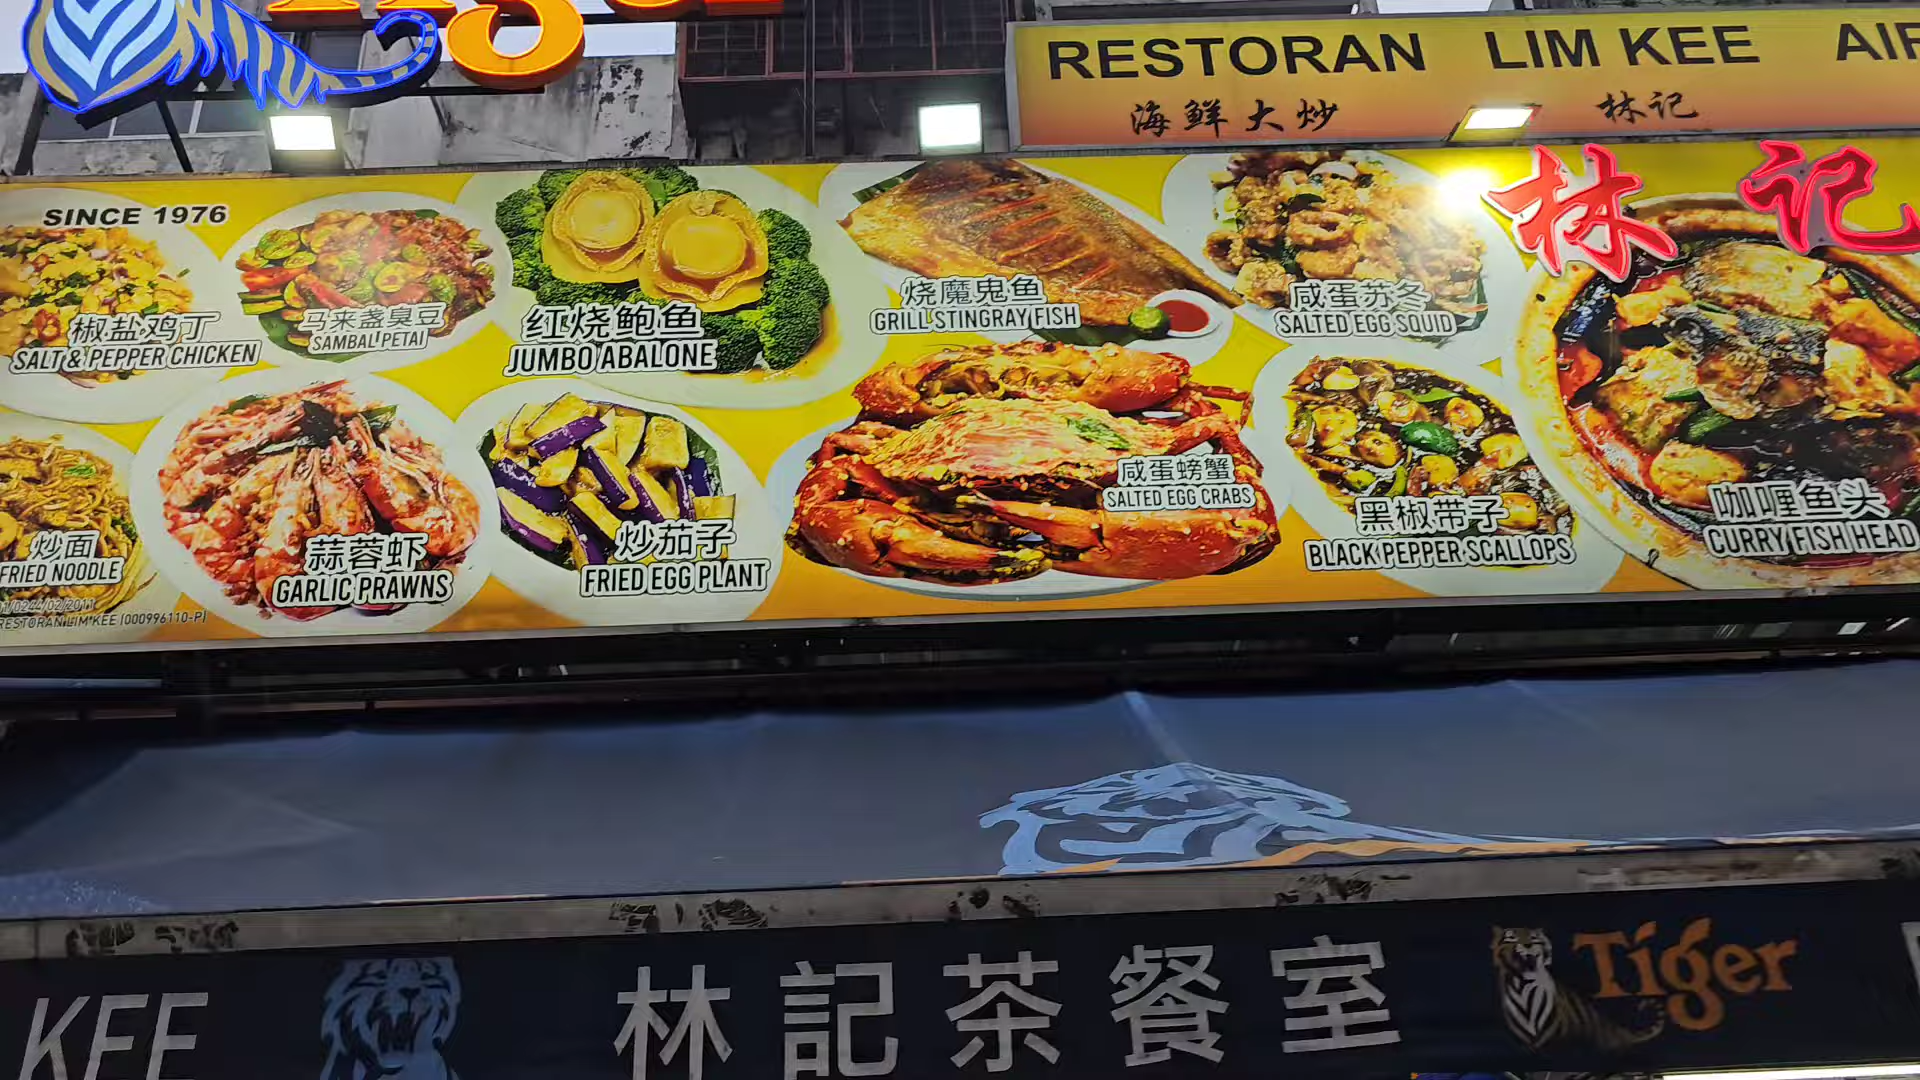 Tiger
RESTORAN LIM KEE
海鲜大炒 林记
林记
SINCE 1976
椒盐鸡丁
SALT & PEPPER CHICKEN
马来盏臭豆
SAMBAL PETAI
红烧鲍鱼
JUMBO ABALONE
烧魔鬼鱼
GRILL STINGRAY FISH
咸蛋苏冬
SALTED EGG SQUID
炒面
FRIED NOODLE
蒜蓉虾
GARLIC PRAWNS
炒茄子
FRIED EGG PLANT
咸蛋螃蟹
SALTED EGG CRABS
黑椒带子
BLACK PEPPER SCALLOPS
咖喱鱼头
CURRY FISH HEAD
RESTORAN LIM KEE (000996110-P)
KEE 林記茶餐室 Tiger